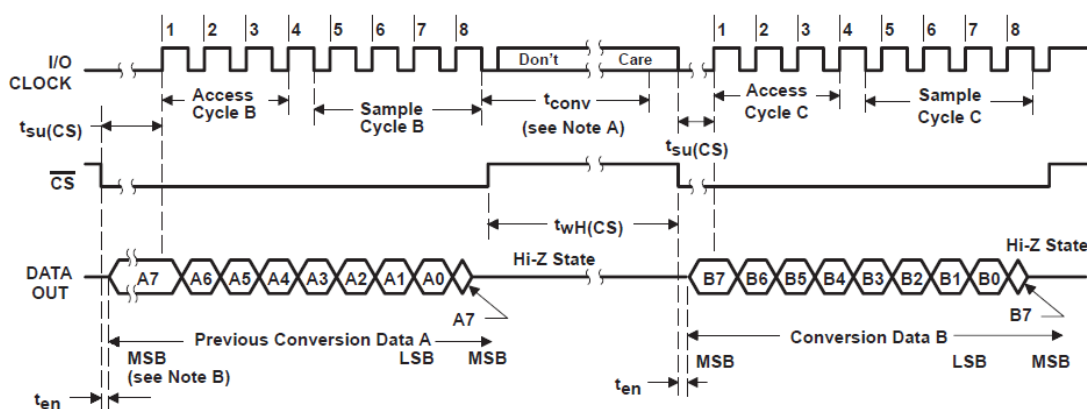 1 2 3 4 5 6 7 8 1 2 3 4 5 6 7 8
I/O
CLOCK
Don't Care
Access
Cycle B
Sample
Cycle B
tconv
(see Note A)
Access
Cycle C
Sample
Cycle C
tsu(CS)
tsu(CS)
CS
twH(CS)
Hi-Z State
Hi-Z State
DATA
OUT
A7 A6 A5 A4 A3 A2 A1 A0
B7 B6 B5 B4 B3 B2 B1 B0
A7
B7
Previous Conversion Data A
Conversion Data B
MSB
(see Note B)
LSB
MSB
MSB
LSB
MSB
ten
ten